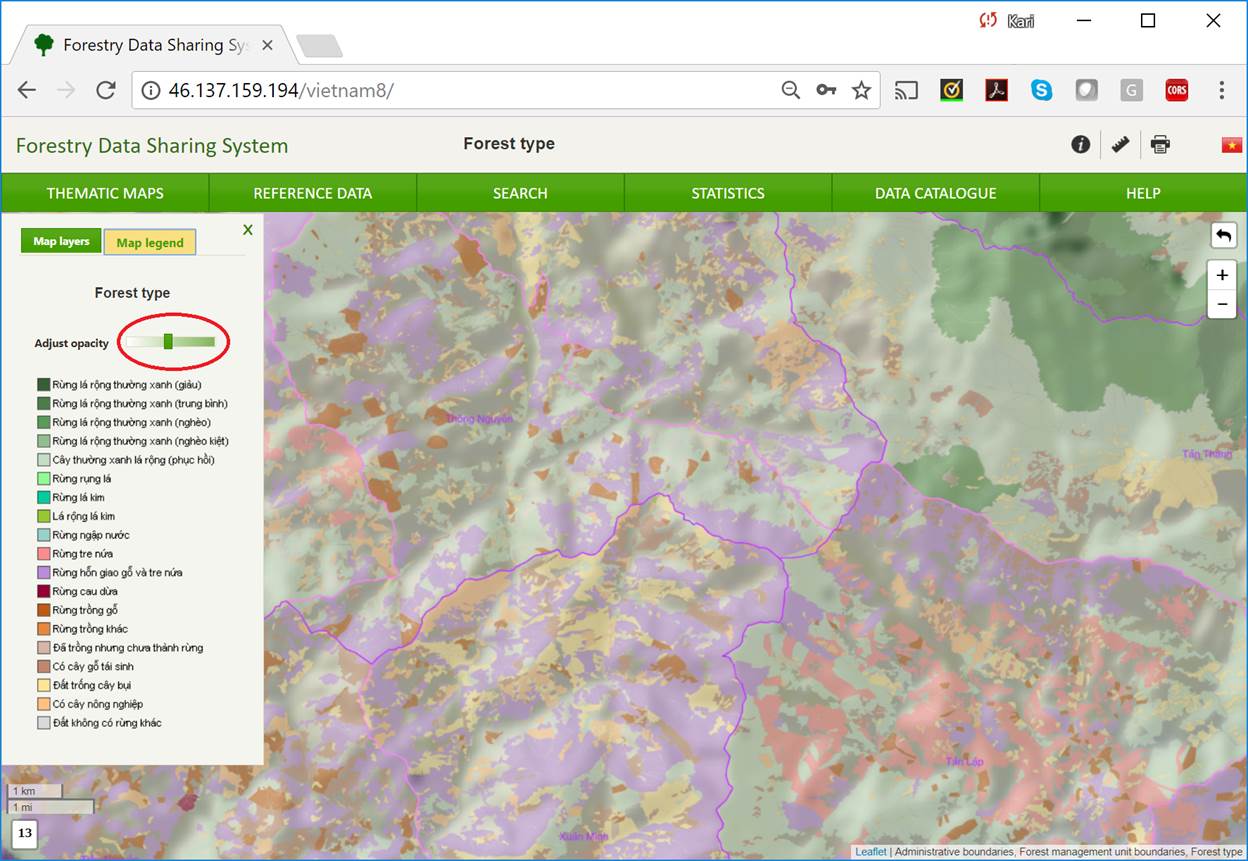 Kari
Forestry Data Sharing Sy
46.137.159.194/vietnam8/
S
G
CORS
Forestry Data Sharing System
Forest type
THEMATIC MAPS
REFERENCE DATA
SEARCH
STATISTICS
DATA CATALOGUE
HELP
Map layers
Map legend
X
Forest type
Adjust opacity
Rừng lá rộng thường xanh (giàu)
Rừng lá rộng thường xanh (trung bình)
Rừng lá rộng thường xanh (nghèo)
Rừng lá rộng thường xanh (nghèo kiệt)
Cây thường xanh lá rộng (phục hồi)
Rừng rụng lá
Rừng lá kim
Lá rộng lá kim
Rừng ngập nước
Rừng tre nứa
Rừng hỗn giao gỗ và tre nứa
Rừng cau dừa
Rừng trồng gỗ
Rừng trồng khác
Đã trồng nhưng chưa thành rừng
Có cây gỗ tái sinh
Đất trống cây bụi
Có cây nông nghiệp
Đất không có rừng khác
+
−
Thông Nguyên
Tân Thăng
Tân Lập
Xuân Minh
1 km
1 mi
13
Leaflet | Administrative boundaries, Forest management unit boundaries, Forest type